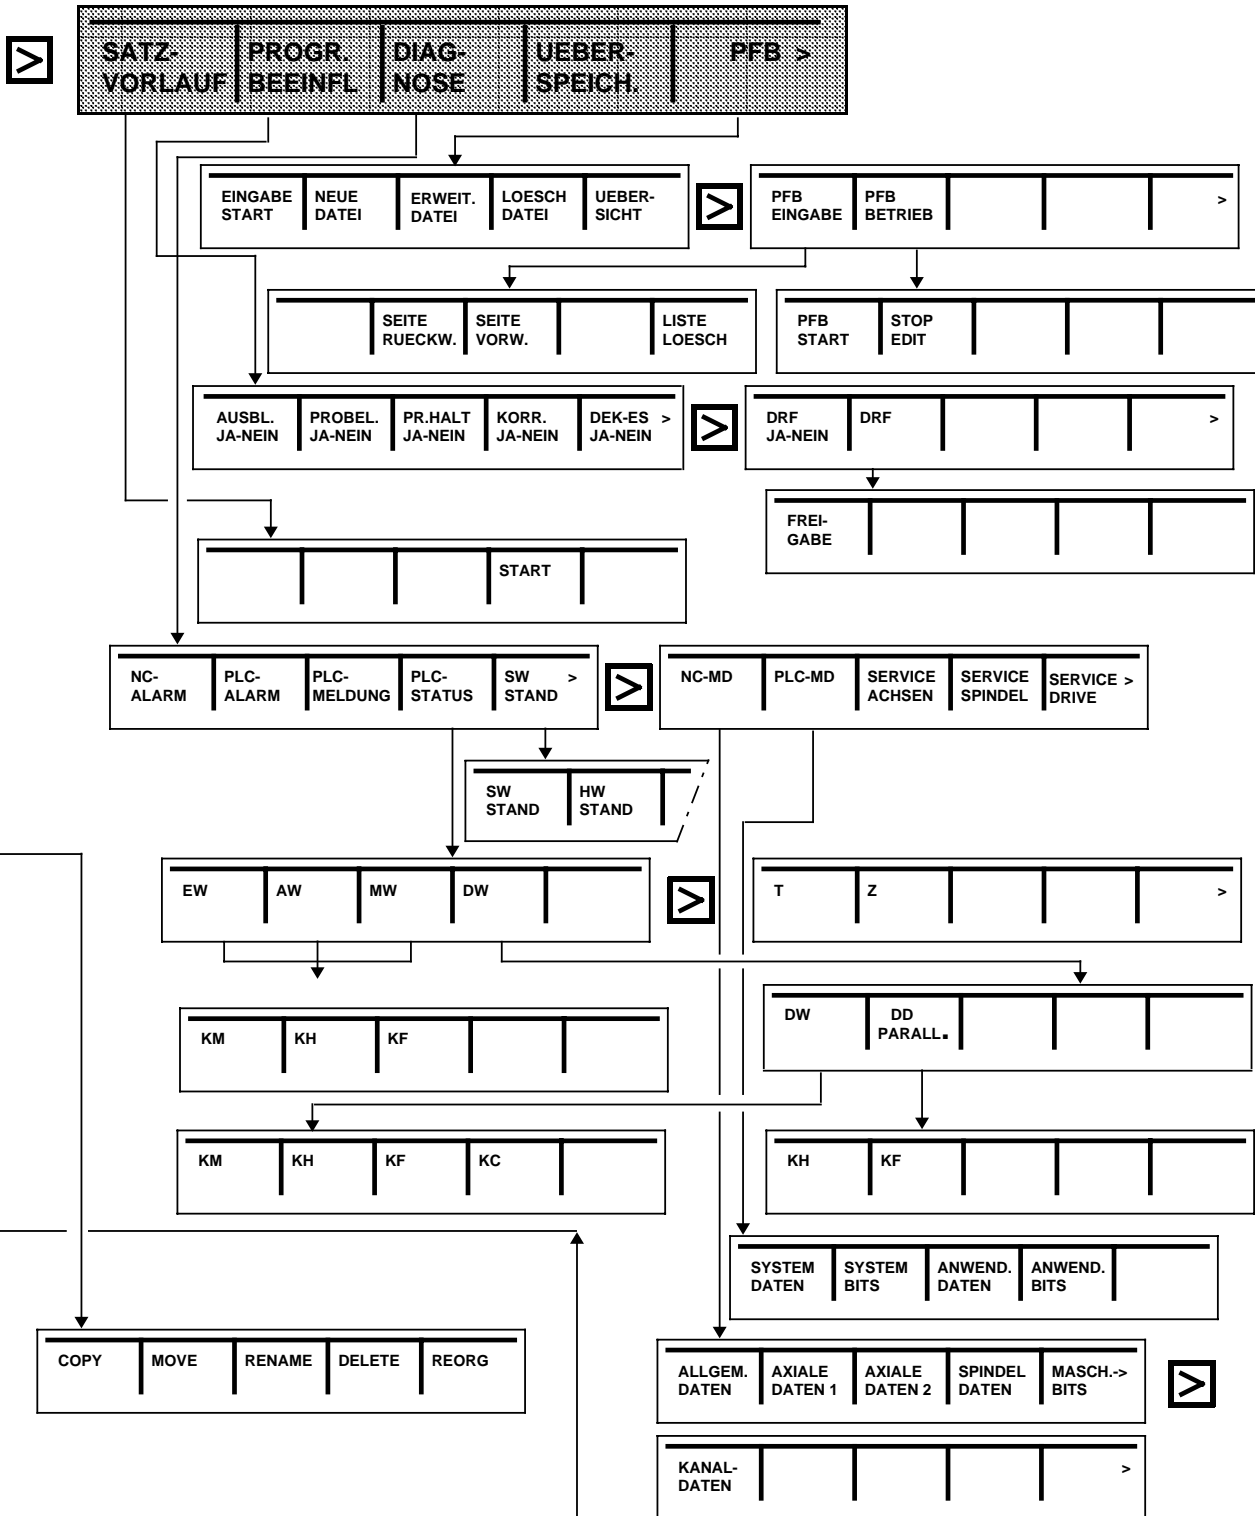 >
SATZ- PROGR. DIAG- UEBER- PFB >
VORLAUF BEEINFL NOSE SPEICH.
EINGABE NEUE ERWEIT. LOESCH UEBER-
START DATEI DATEI DATEI SICHT
>
PFB PFB >
EINGABE BETRIEB
SEITE SEITE LISTE
RUECKW. VORW. LOESCH
PFB STOP
START EDIT
AUSBL. PROBEL. PR.HALT KORR. DEK-ES >
JA-NEIN JA-NEIN JA-NEIN JA-NEIN JA-NEIN
>
DRF DRF >
JA-NEIN
FREI-
GABE
START
NC- PLC- PLC- PLC- SW >
ALARM ALARM MELDUNG STATUS STAND
>
NC-MD PLC-MD SERVICE SERVICE SERVICE >
ACHSEN SPINDEL DRIVE
SW HW
STAND STAND
EW AW MW DW
>
T Z >
DW DD
PARALL.
KM KH KF
KM KH KF KC
KH KF
SYSTEM SYSTEM ANWEND. ANWEND.
DATEN BITS DATEN BITS
COPY MOVE RENAME DELETE REORG
ALLGEM. AXIALE AXIALE SPINDEL MASCH.->
DATEN DATEN 1 DATEN 2 DATEN BITS
>
KANAL- >
DATEN